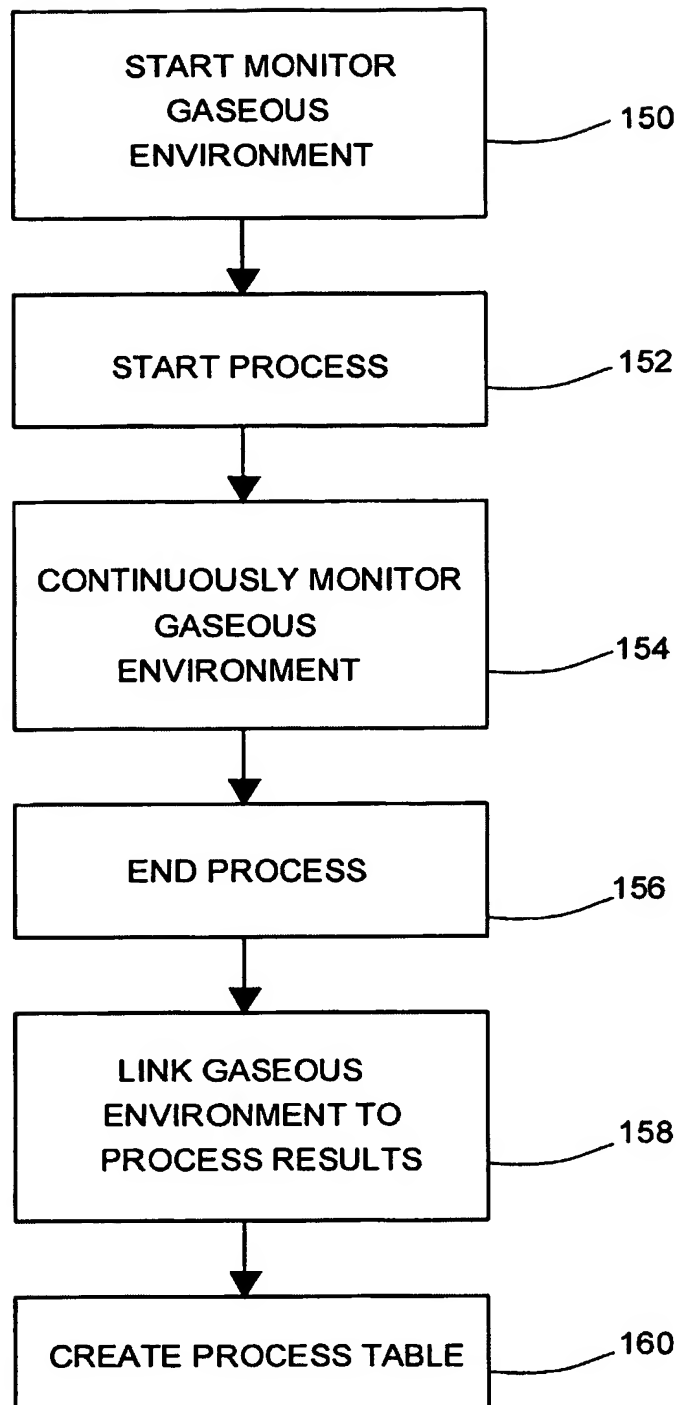 START MONITOR
GASEOUS
ENVIRONMENT
150
START PROCESS
152
CONTINUOUSLY MONITOR
GASEOUS
ENVIRONMENT
154
END PROCESS
156
LINK GASEOUS
ENVIRONMENT TO
PROCESS RESULTS
158
CREATE PROCESS TABLE
160